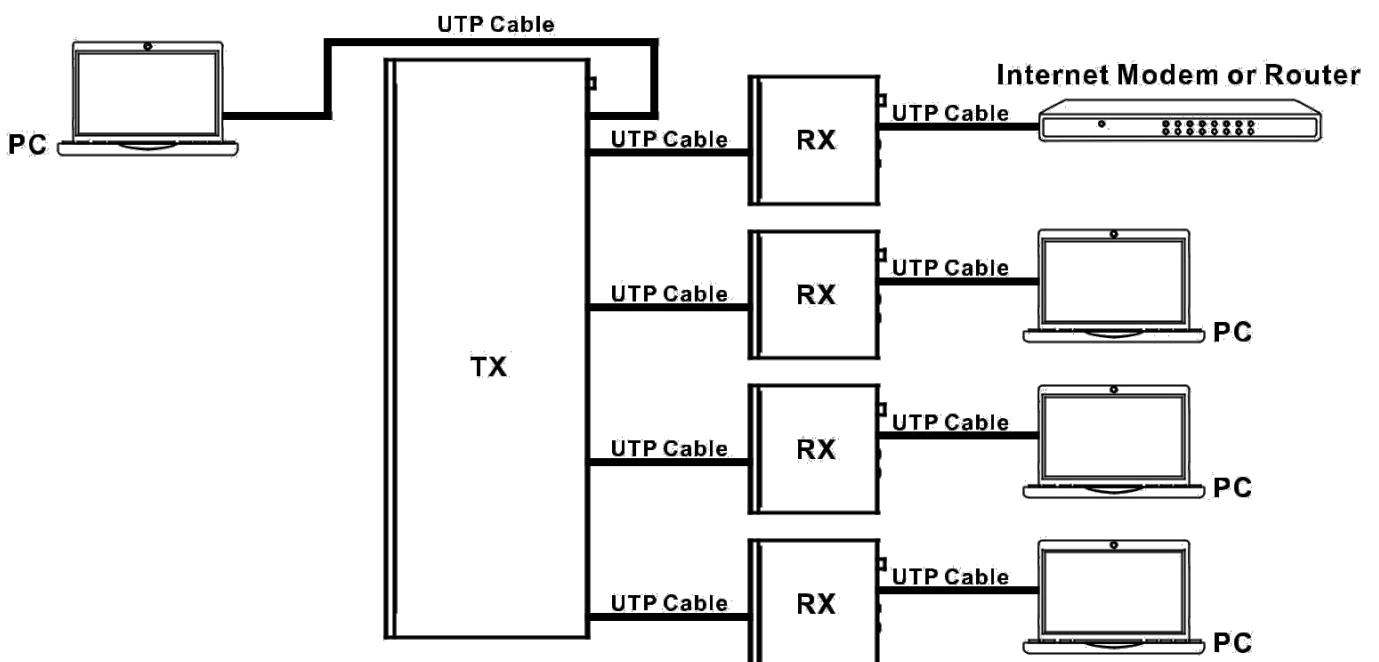 UTP Cable
Internet Modem or Router
PC
UTP Cable
RX
UTP Cable
UTP Cable
RX
UTP Cable
PC
TX
UTP Cable
RX
UTP Cable
PC
UTP Cable
RX
UTP Cable
PC